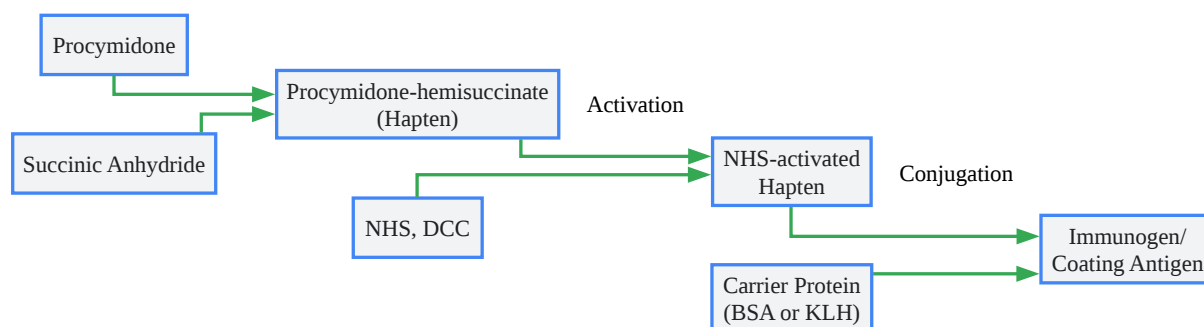 Procymidone
Succinic Anhydride
Procymidone-hemisuccinate
(Hapten)
Activation
NHS, DCC
NHS-activated
Hapten
Conjugation
Carrier Protein
(BSA or KLH)
Immunogen/
Coating Antigen